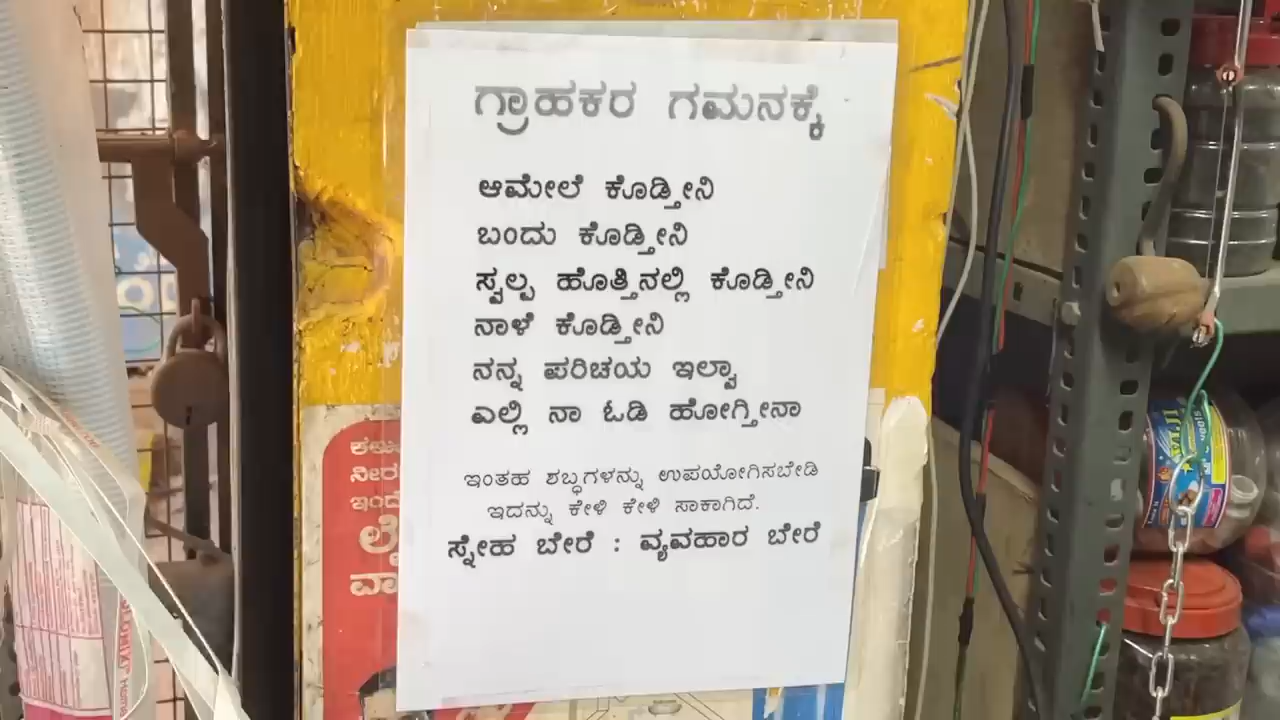 ಗ್ರಾಹಕರ ಗಮನಕ್ಕೆ
ಆಮೇಲೆ ಕೊಡ್ತೀನಿ
ಬಂದು ಕೊಡ್ತೀನಿ
ಸ್ವಲ್ಪ ಹೊತ್ತಿನಲ್ಲಿ ಕೊಡ್ತೀನಿ
ನಾಳೆ ಕೊಡ್ತೀನಿ
ನನ್ನ ಪರಿಚಯ ಇಲ್ವಾ
ಎಲ್ಲಿ ನಾ ಓಡಿ ಹೋಗ್ತೀನಾ
ಇಂತಹ ಶಬ್ಧಗಳನ್ನು ಉಪಯೋಗಿಸಬೇಡಿ
ಇದನ್ನು ಕೇಳಿ ಕೇಳಿ ಸಾಕಾಗಿದೆ.
ಸ್ನೇಹ ಬೇರೆ : ವ್ಯವಹಾರ ಬೇರೆ